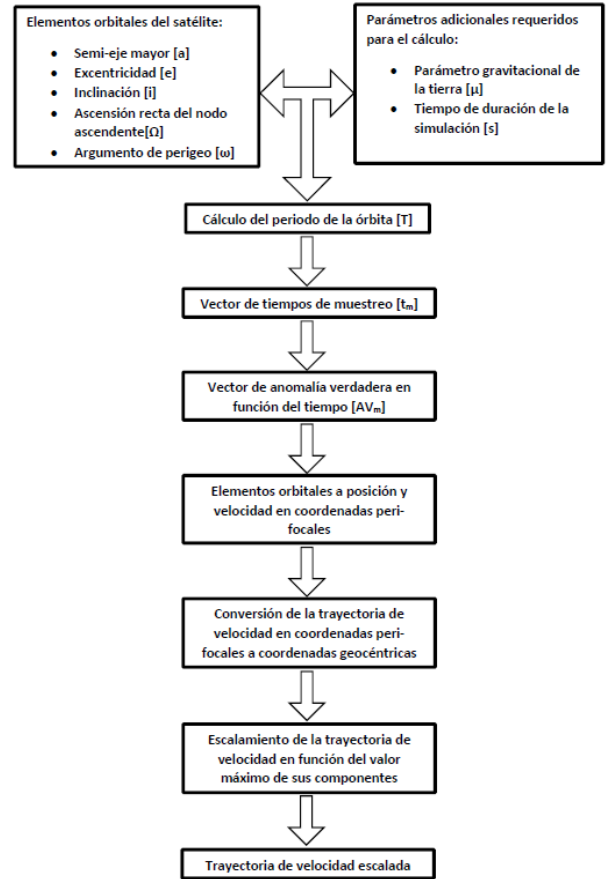 Elementos orbitales del satélite:
• Semi-eje mayor [a]
• Excentricidad [e]
• Inclinación [i]
• Ascensión recta del nodo
ascendente[Ω]
• Argumento de perigeo [ω]
Parámetros adicionales requeridos
para el cálculo:
• Parámetro gravitacional de
la tierra [μ]
• Tiempo de duración de la
simulación [s]
Cálculo del periodo de la órbita [T]
Vector de tiempos de muestreo [tₘ]
Vector de anomalía verdadera en
función del tiempo [AVₘ]
Elementos orbitales a posición y
velocidad en coordenadas peri-
focales
Conversión de la trayectoria de
velocidad en coordenadas peri-
focales a coordenadas geocéntricas
Escalamiento de la trayectoria de
velocidad en función del valor
máximo de sus componentes
Trayectoria de velocidad escalada